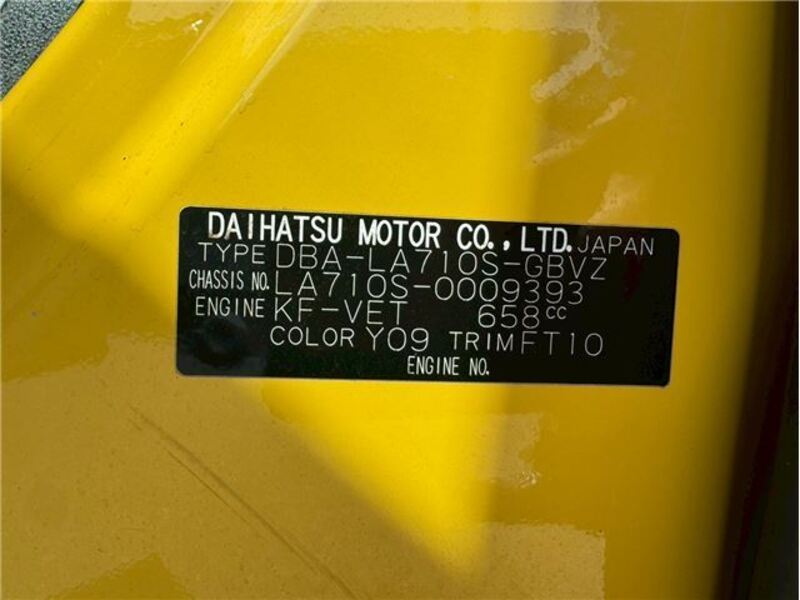 DAIHATSU MOTOR CO., LTD. JAPAN
TYPE DBA-LA710S-GBVZ
CHASSIS NO. LA710S-0009393
ENGINE KF-VET 658cc
COLOR Y09 TRIM FT10
ENGINE NO.